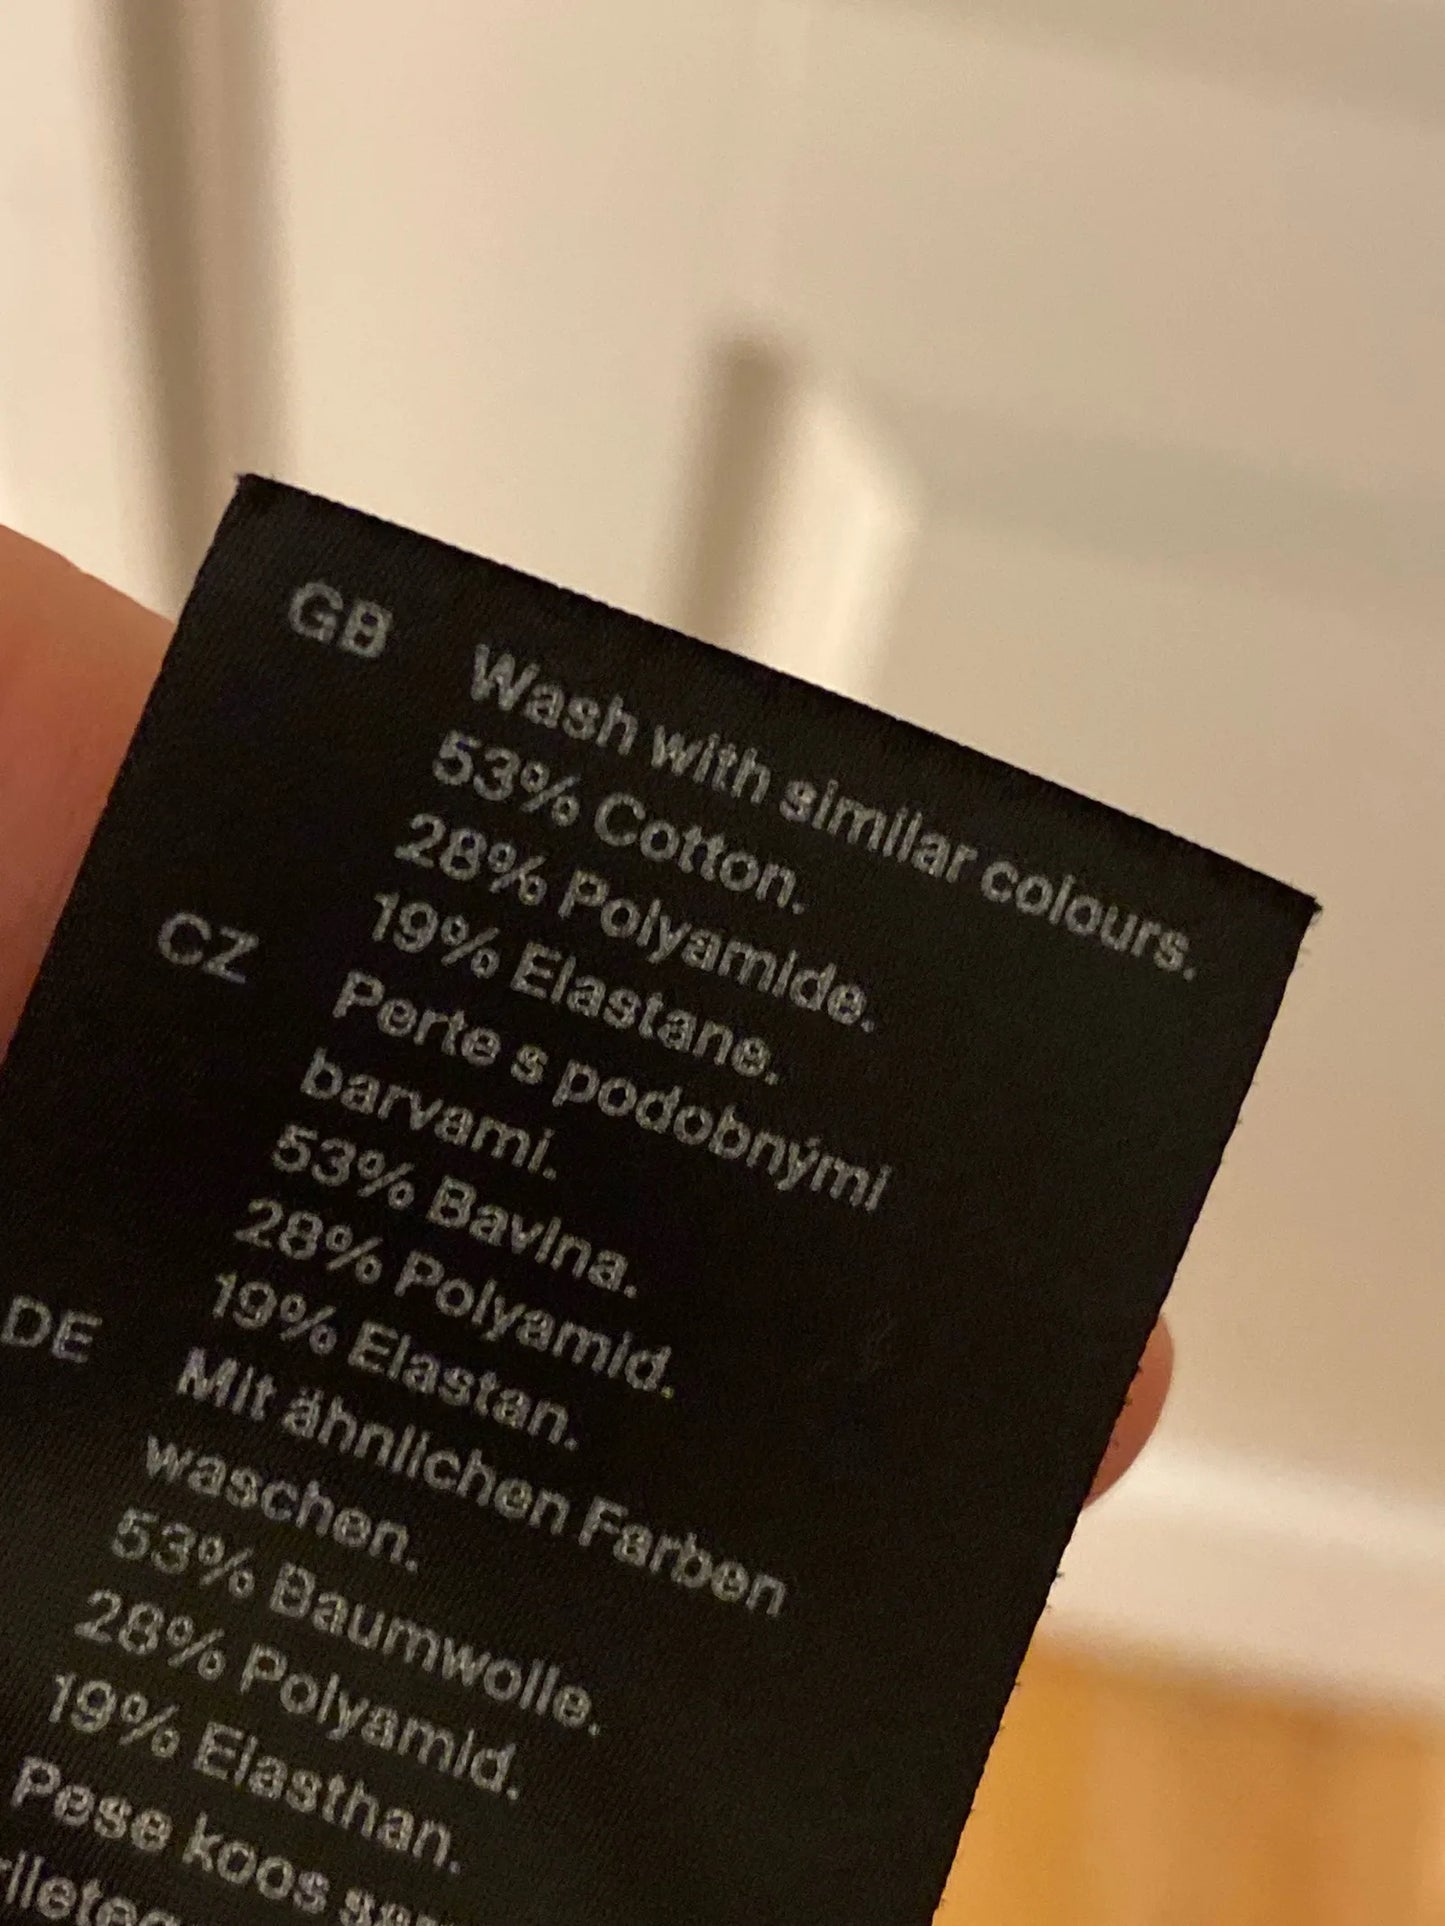 GB Wash with similar colours.
53% Cotton.
28% Polyamide.
19% Elastane.
CZ Perte s podobnými
barvami.
53% Bavlna.
28% Polyamid.
19% Elastan.
DE Mit ähnlichen Farben
waschen.
53% Baumwolle.
28% Polyamid.
19% Elasthan.
Pese koos